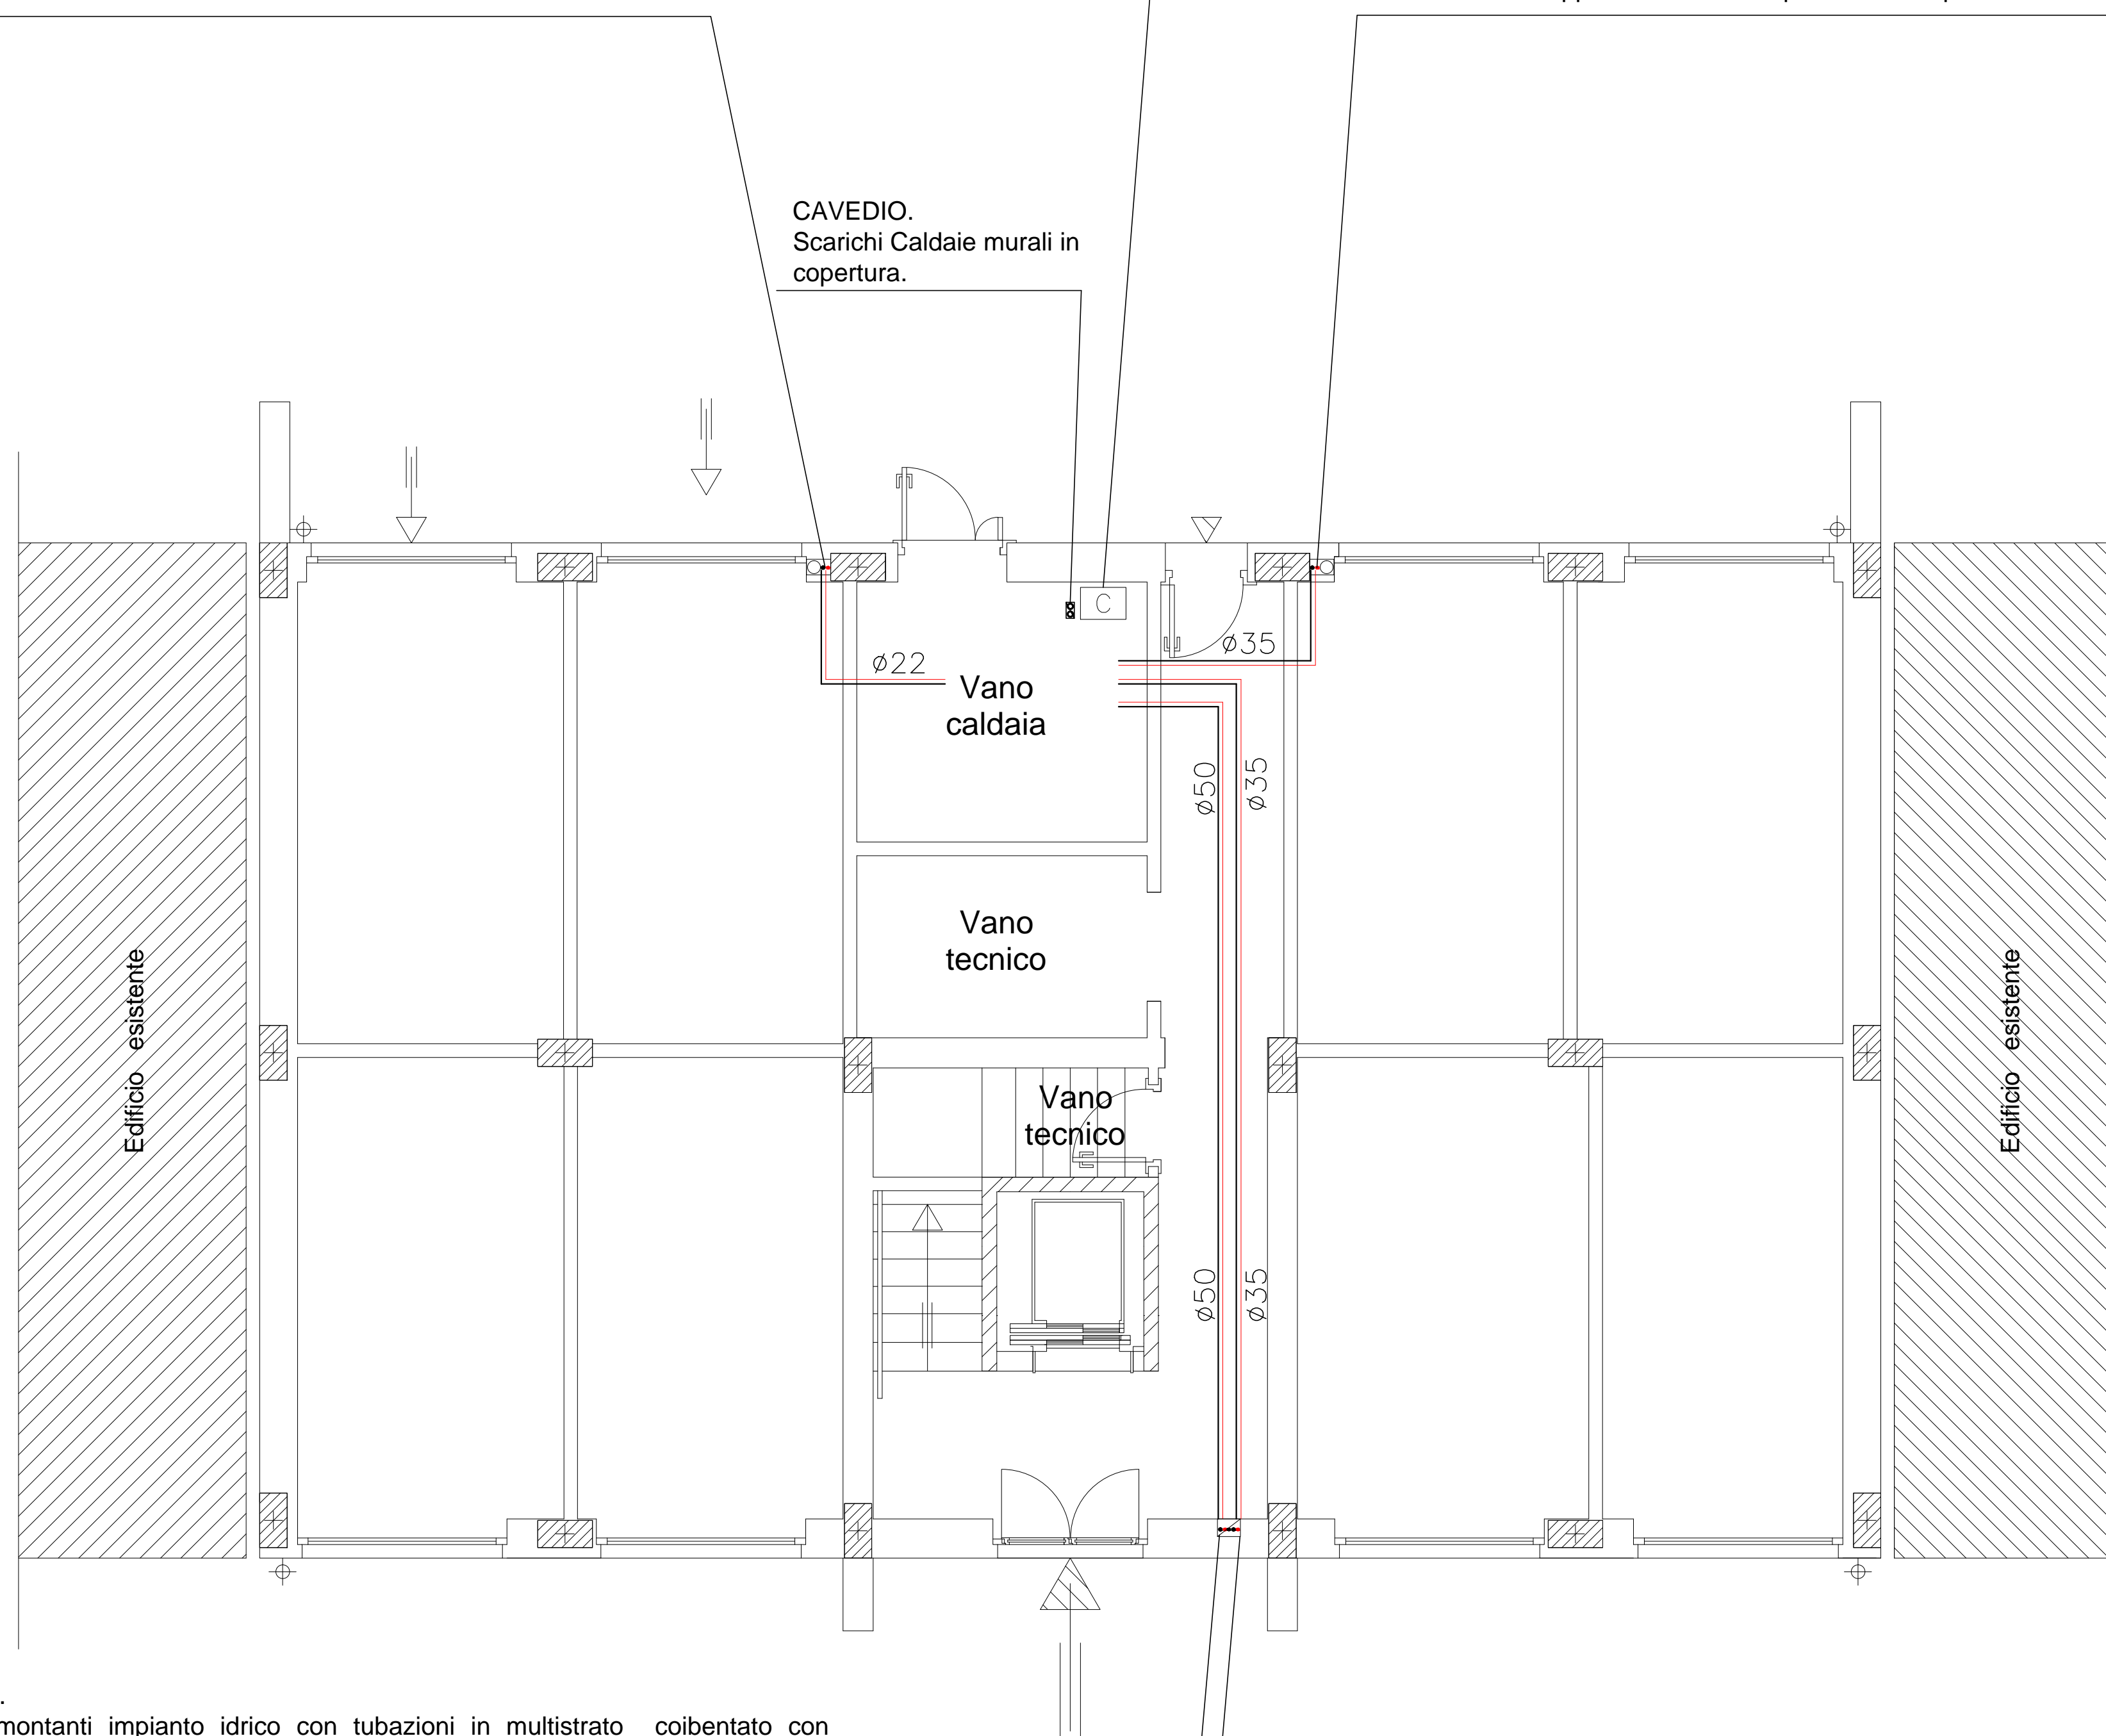 CAVEDIO.
Scarichi Caldaie murali in
copertura.
C
ø35
ø22
Vano
caldaia
ø50
ø35
Vano
tecnico
Edificio esistente
Edificio esistente
Vano
tecnico
ø50
ø35
montanti impianto idrico con tubazioni in multistrato coibentato con